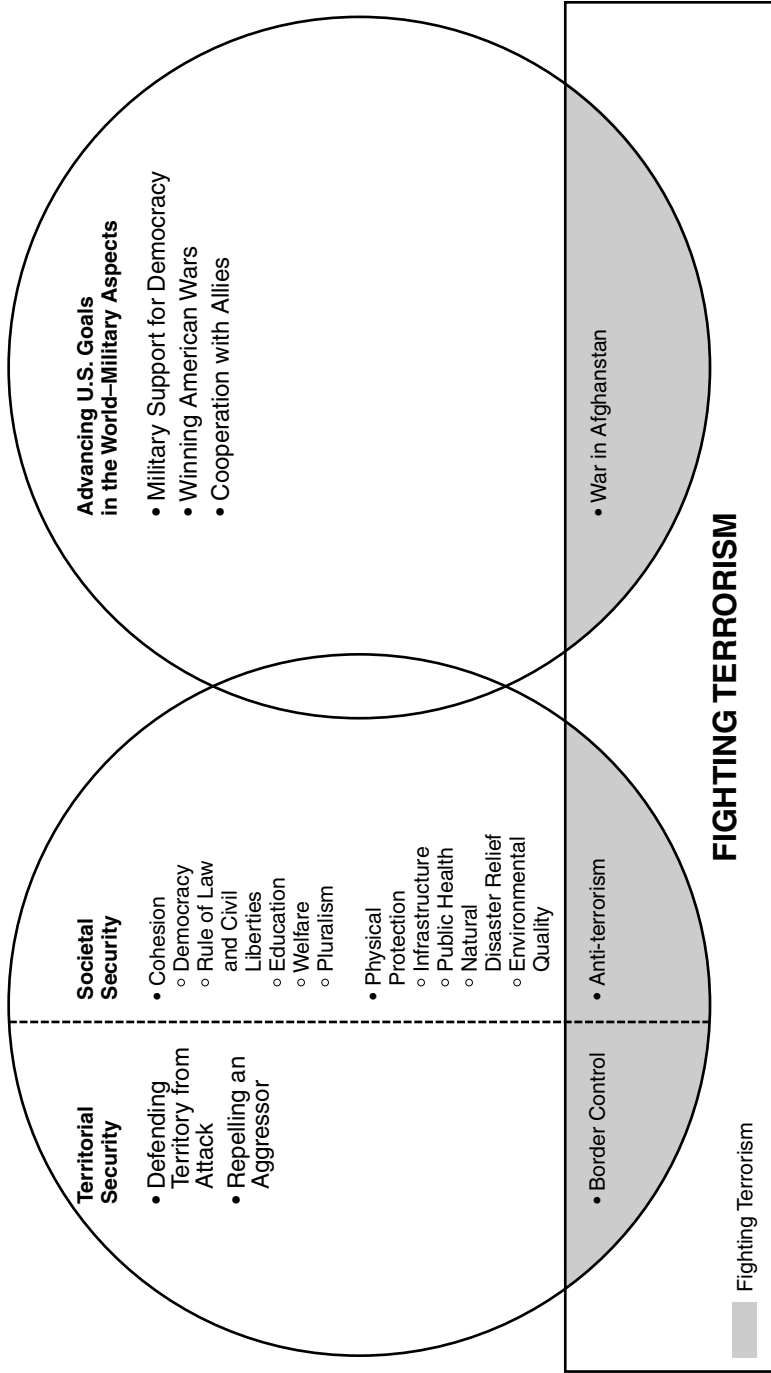 Territorial
Security
• Defending
Territory from
Attack
• Repelling an
Aggressor
• Border Control
Societal
Security
• Cohesion
○ Democracy
○ Rule of Law
and Civil
Liberties
○ Education
○ Welfare
○ Pluralism
• Physical
Protection
○ Infrastructure
○ Public Health
○ Natural
Disaster Relief
○ Environmental
Quality
• Anti-terrorism
Advancing U.S. Goals
in the World–Military Aspects
• Military Support for Democracy
• Winning American Wars
• Cooperation with Allies
• War in Afghanstan
FIGHTING TERRORISM
Fighting Terrorism